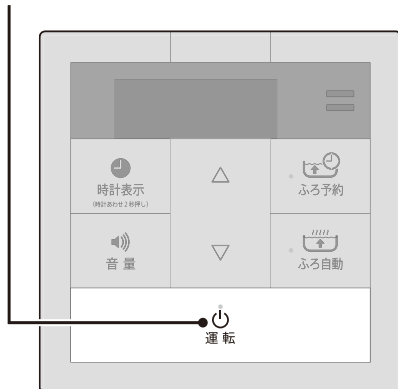 時計表示
(時計あわせ2秒押し)
ふろ予約
音量
ふろ自動
運転